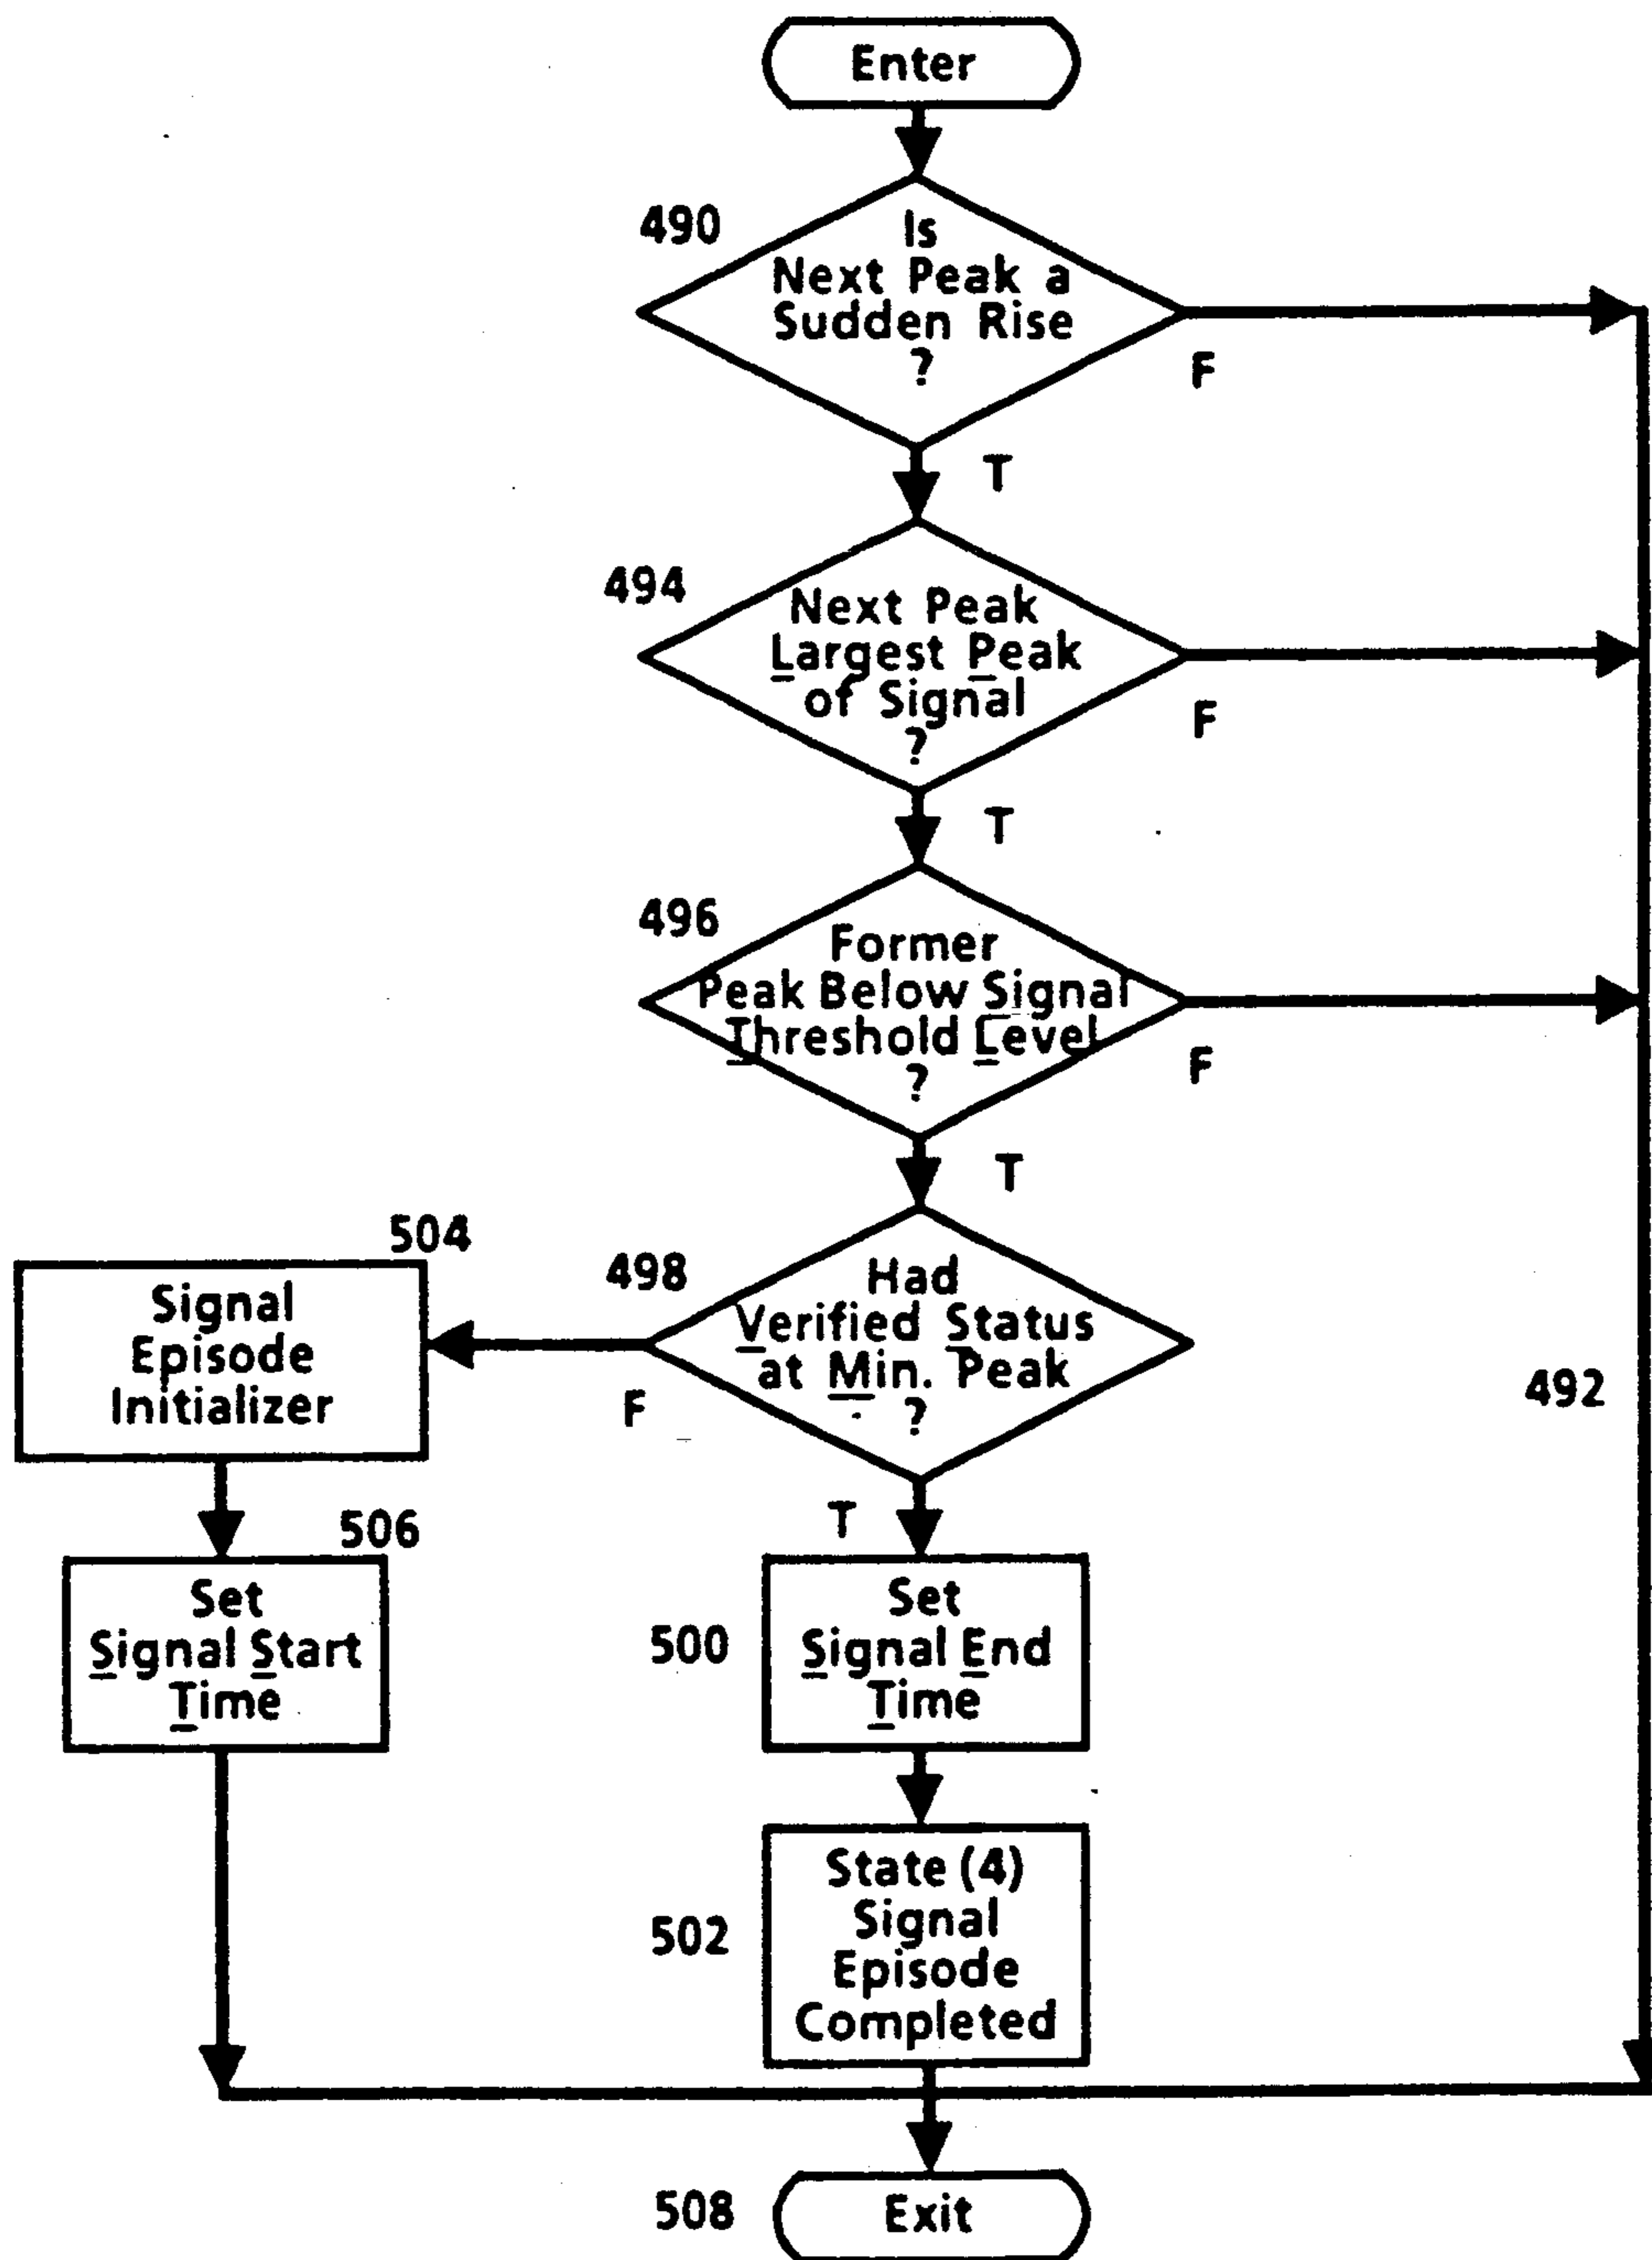 Enter
490
Is
Next Peak a
Sudden Rise
?
F
T
494
Next Peak
Largest Peak
of Signal
?
F
T
496
Former
Peak Below Signal
Threshold Level
?
F
T
504
Signal
Episode
Initializer
498
Had
Verified Status
at Min. Peak
?
F
T
492
506
Set
Signal Start
Time
500
Set
Signal End
Time
502
State (4)
Signal
Episode
Completed
508
Exit